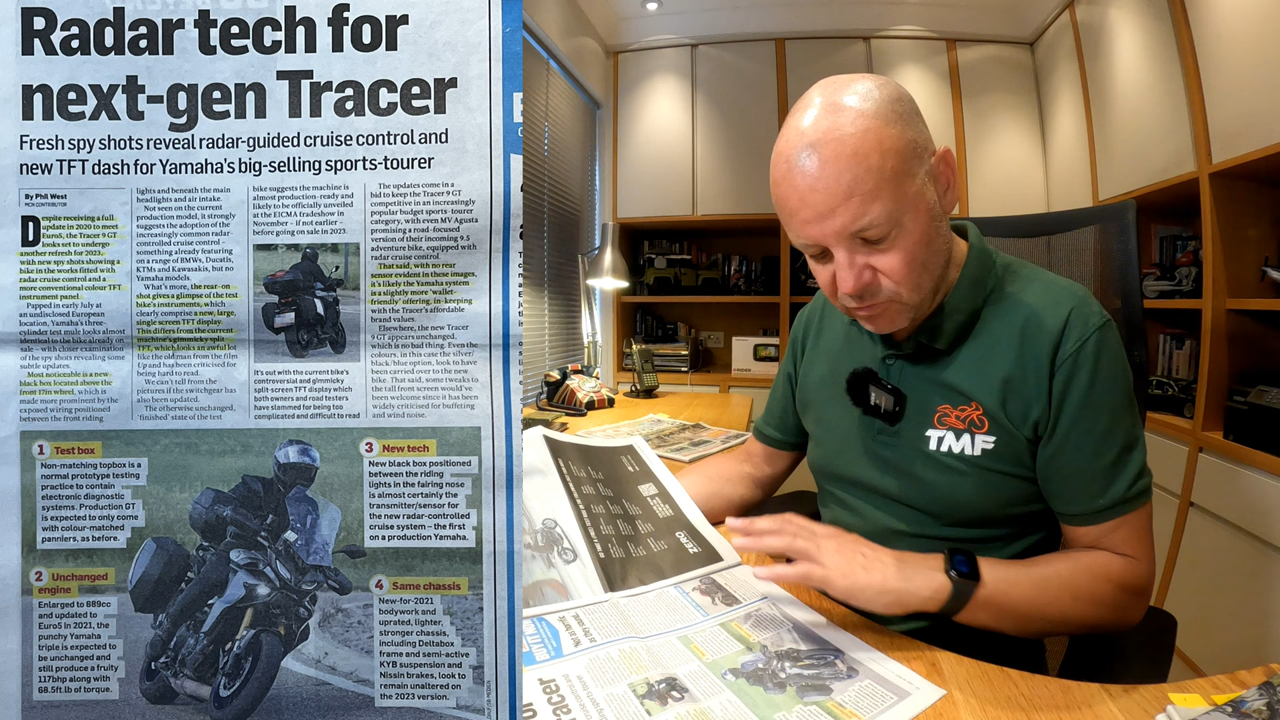 Radar tech for
next-gen Tracer
Fresh spy shots reveal radar-guided cruise control and
new TFT dash for Yamaha's big-selling sports-tourer
By Phil West
MCN CONTRIBUTOR
Despite receiving a full
update in 2020 to meet
Euro5, the Tracer 9 GT
looks set to undergo
another refresh for 2023,
with new spy shots showing a
bike in the works fitted with
radar cruise control and a
more conventional colour TFT
instrument panel.
Papped in early July at
an undisclosed European
location, Yamaha's three-
cylinder test mule looks almost
identical to the bike already on
sale – with closer examination
of the spy shots revealing some
subtle updates.
Most noticeable is a new
black box located above the
front 17in wheel, which is
made more prominent by the
exposed wiring positioned
between the front riding
lights and beneath the main
headlights and air intake.
Not seen on the current
production model, it strongly
suggests the adoption of the
increasingly common radar-
controlled cruise control –
something already featuring
on a range of BMWs, Ducatis,
KTMs and Kawasakis, but no
Yamaha models.
What's more, the rear-on
shot gives a glimpse of the test
bike's instruments, which
clearly comprise a new, large,
single screen TFT display.
This differs from the current
machine's gimmicky split
TFT, which looks an awful lot
like the old man from the film
Up and has been criticised for
being hard to read.
We can't tell from the
pictures if the switchgear has
also been updated.
The otherwise unchanged,
'finished' state of the test
bike suggests the machine is
almost production-ready and
likely to be officially unveiled
at the EICMA tradeshow in
November – if not earlier –
before going on sale in 2023.
It's out with the current bike's
controversial and gimmicky
split-screen TFT display which
both owners and road testers
have slammed for being too
complicated and difficult to read
The updates come in a
bid to keep the Tracer 9 GT
competitive in an increasingly
popular budget sports-tourer
category, with even MV Agusta
promising a road-focused
version of their incoming 9.5
adventure bike, equipped with
radar cruise control.
That said, with no rear
sensor evident in these images,
it's likely the Yamaha system
is a slightly more 'wallet-
friendly' offering, in-keeping
with the Tracer's affordable
brand values.
Elsewhere, the new Tracer
9 GT appears unchanged,
which is no bad thing. Even the
colours, in this case the silver/
black/blue option, look to have
been carried over to the new
bike. That said, some tweaks to
the tall front screen would've
been welcome since it has been
widely criticised for buffeting
and wind noise.
1 Test box
Non-matching topbox is a
normal prototype testing
practice to contain
electronic diagnostic
systems. Production GT
is expected to only come
with colour-matched
panniers, as before.
2 Unchanged
engine
Enlarged to 889cc
and updated to
Euro5 in 2021, the
punchy Yamaha
triple is expected to
be unchanged and
still produce a fruity
117bhp along with
68.5ft.lb of torque.
3 New tech
New black box positioned
between the riding
lights in the fairing nose
is almost certainly the
transmitter/sensor for
the new radar-controlled
cruise system – the first
on a production Yamaha.
4 Same chassis
New-for-2021
bodywork and
uprated, lighter,
stronger chassis,
including Deltabox
frame and semi-active
KYB suspension and
Nissin brakes, look to
remain unaltered on
the 2023 version.
TMF
ZERO